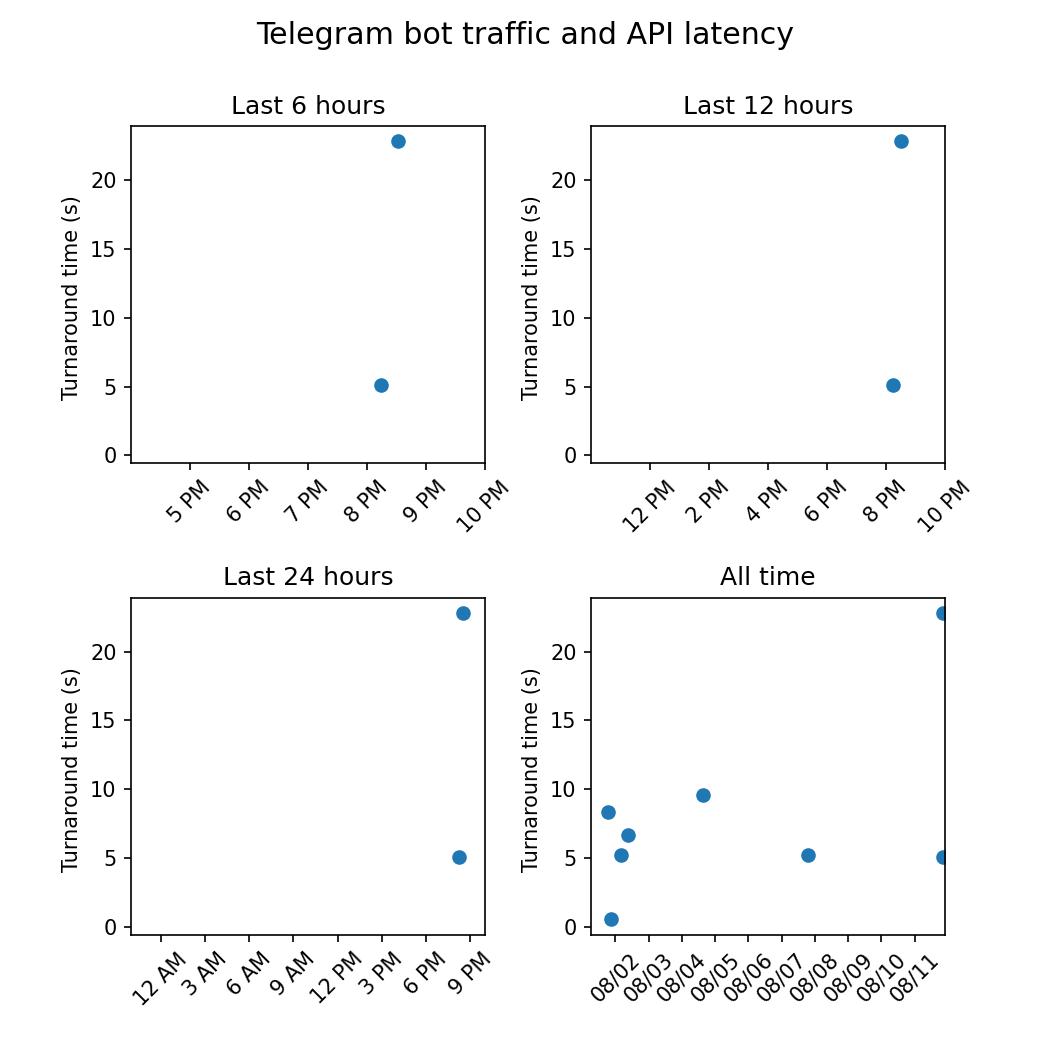 Telegram bot traffic and API latency
Last 6 hours
Turnaround time (s)
20
15
10
5
0
5 PM
6 PM
7 PM
8 PM
9 PM
10 PM
Last 12 hours
Turnaround time (s)
20
15
10
5
0
12 PM
2 PM
4 PM
6 PM
8 PM
10 PM
Last 24 hours
Turnaround time (s)
20
15
10
5
0
12 AM
3 AM
6 AM
9 AM
12 PM
3 PM
6 PM
9 PM
All time
Turnaround time (s)
20
15
10
5
0
08/02
08/03
08/04
08/05
08/06
08/07
08/08
08/09
08/10
08/11